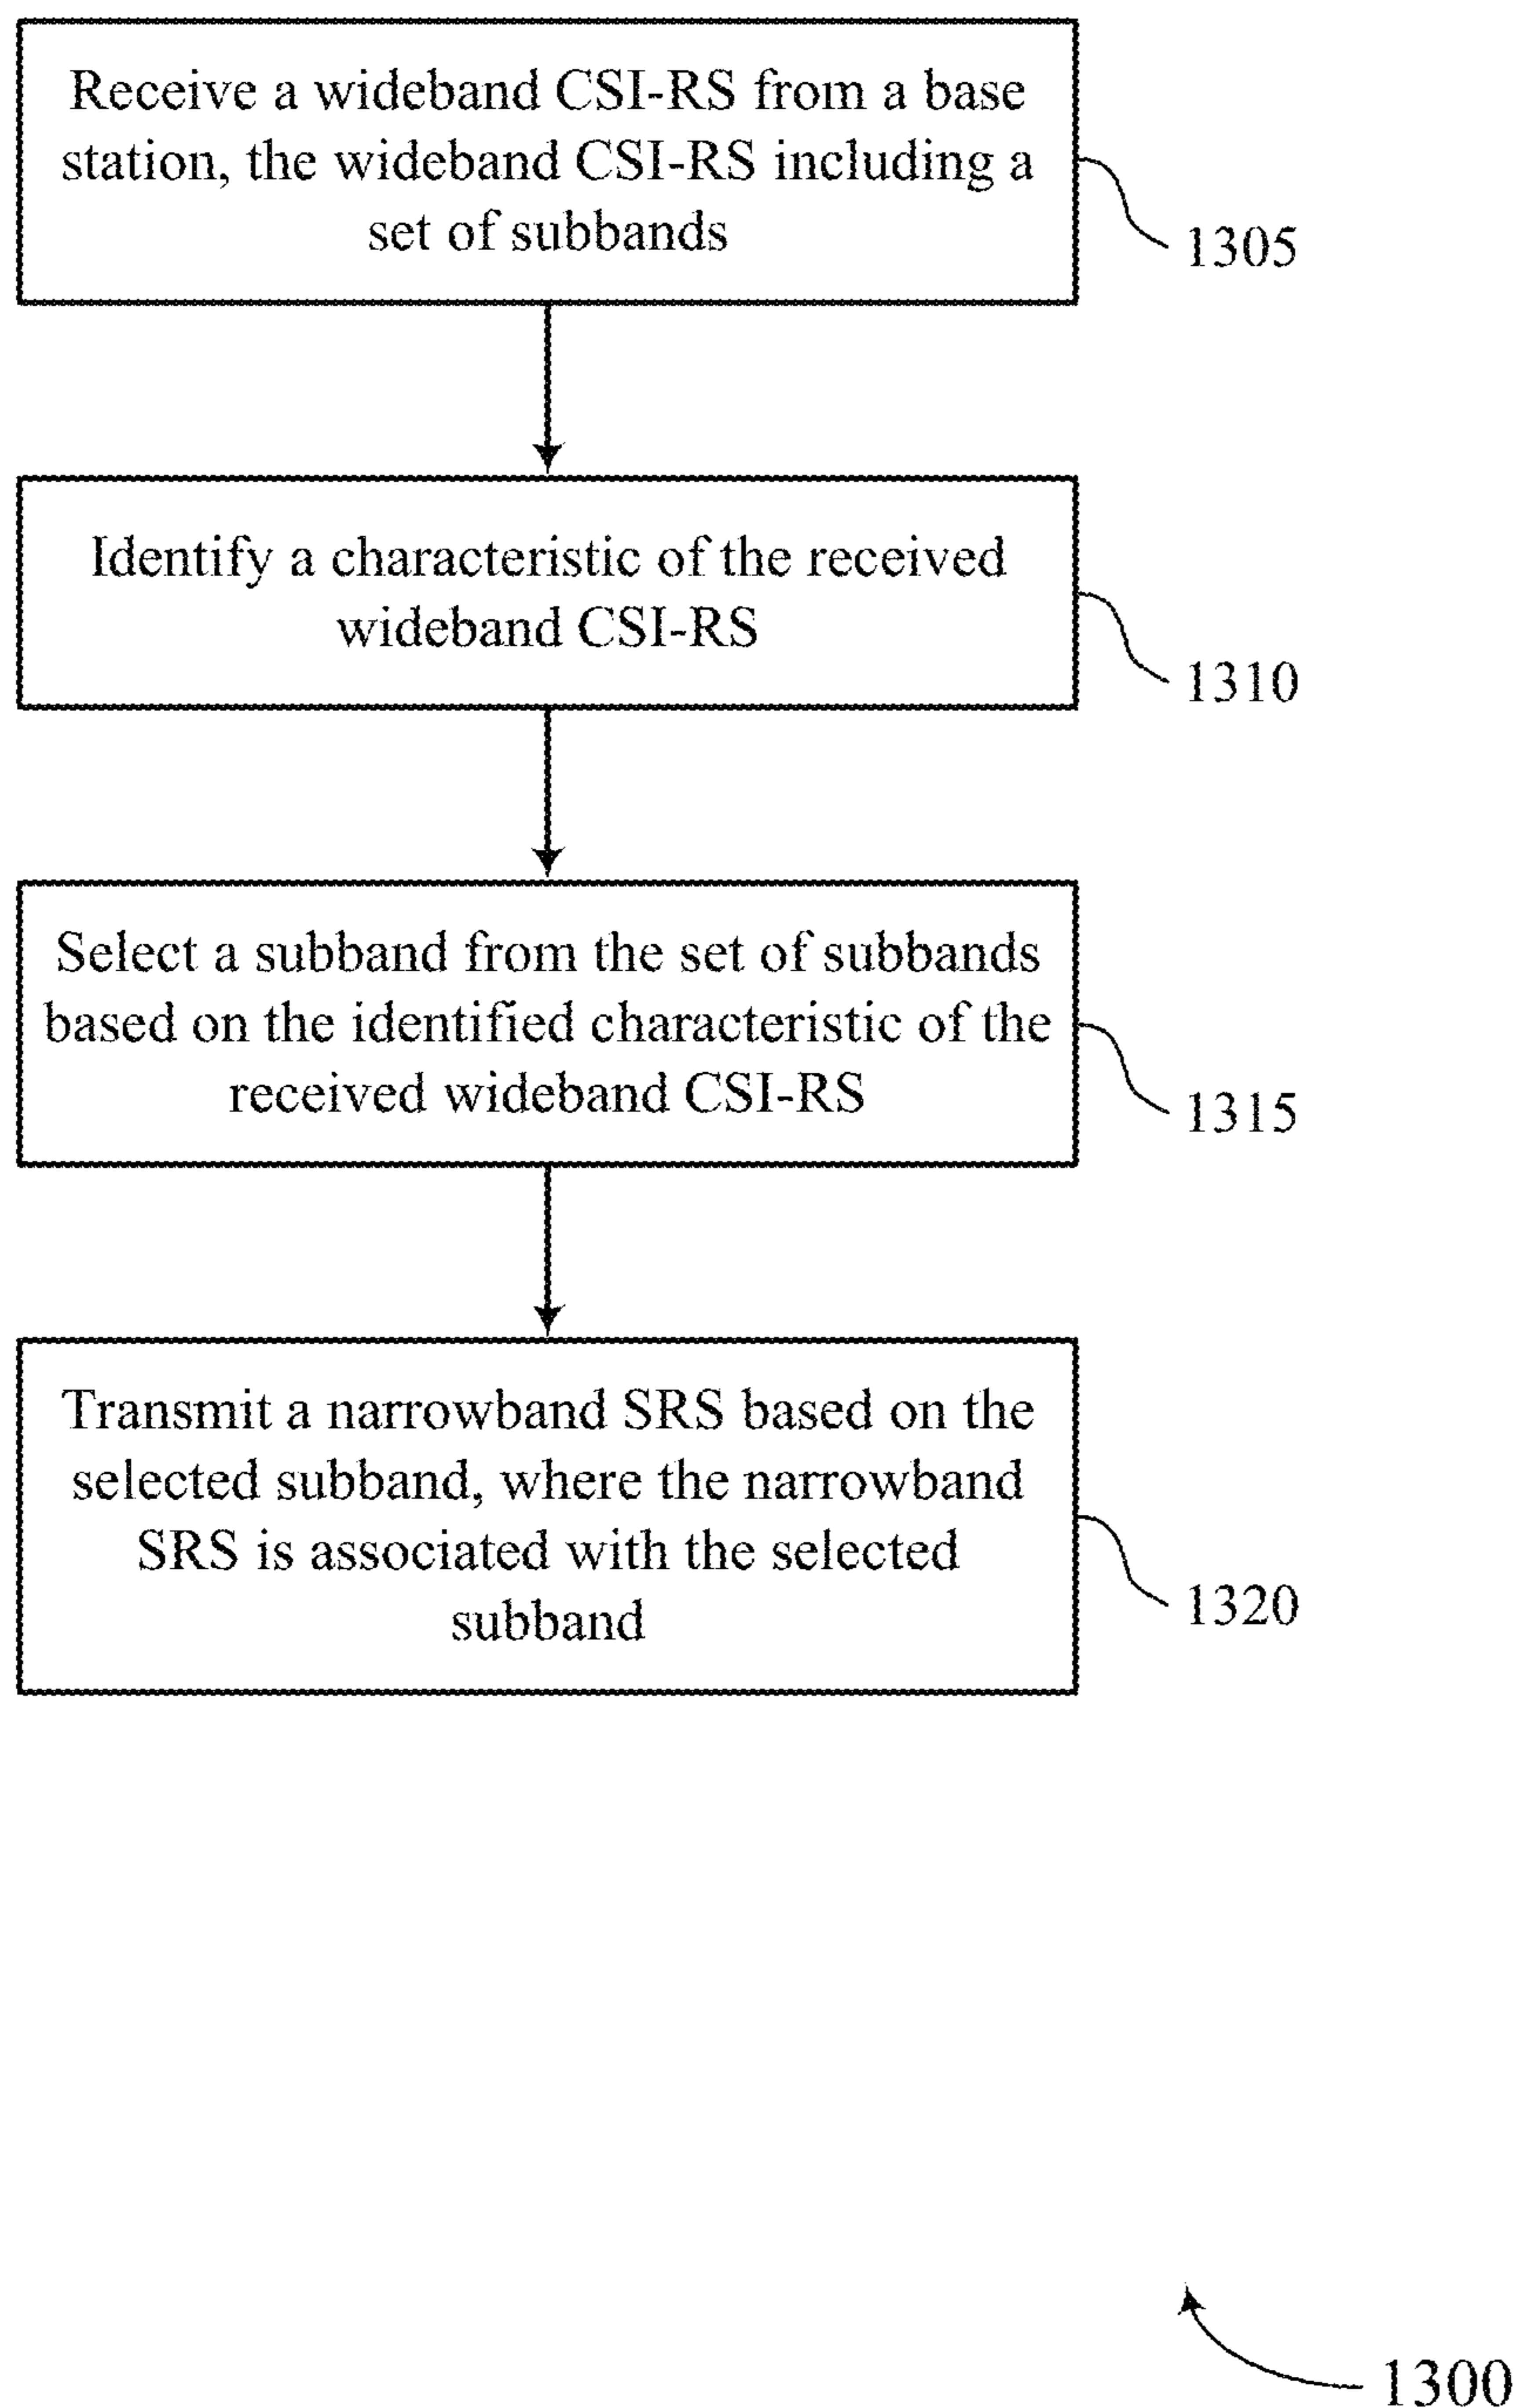 Receive a wideband CSI-RS from a base
station, the wideband CSI-RS including a
set of subbands
1305
Identify a characteristic of the received
wideband CSI-RS
1310
Select a subband from the set of subbands
based on the identified characteristic of the
received wideband CSI-RS
1315
Transmit a narrowband SRS based on the
selected subband, where the narrowband
SRS is associated with the selected
subband
1320
1300